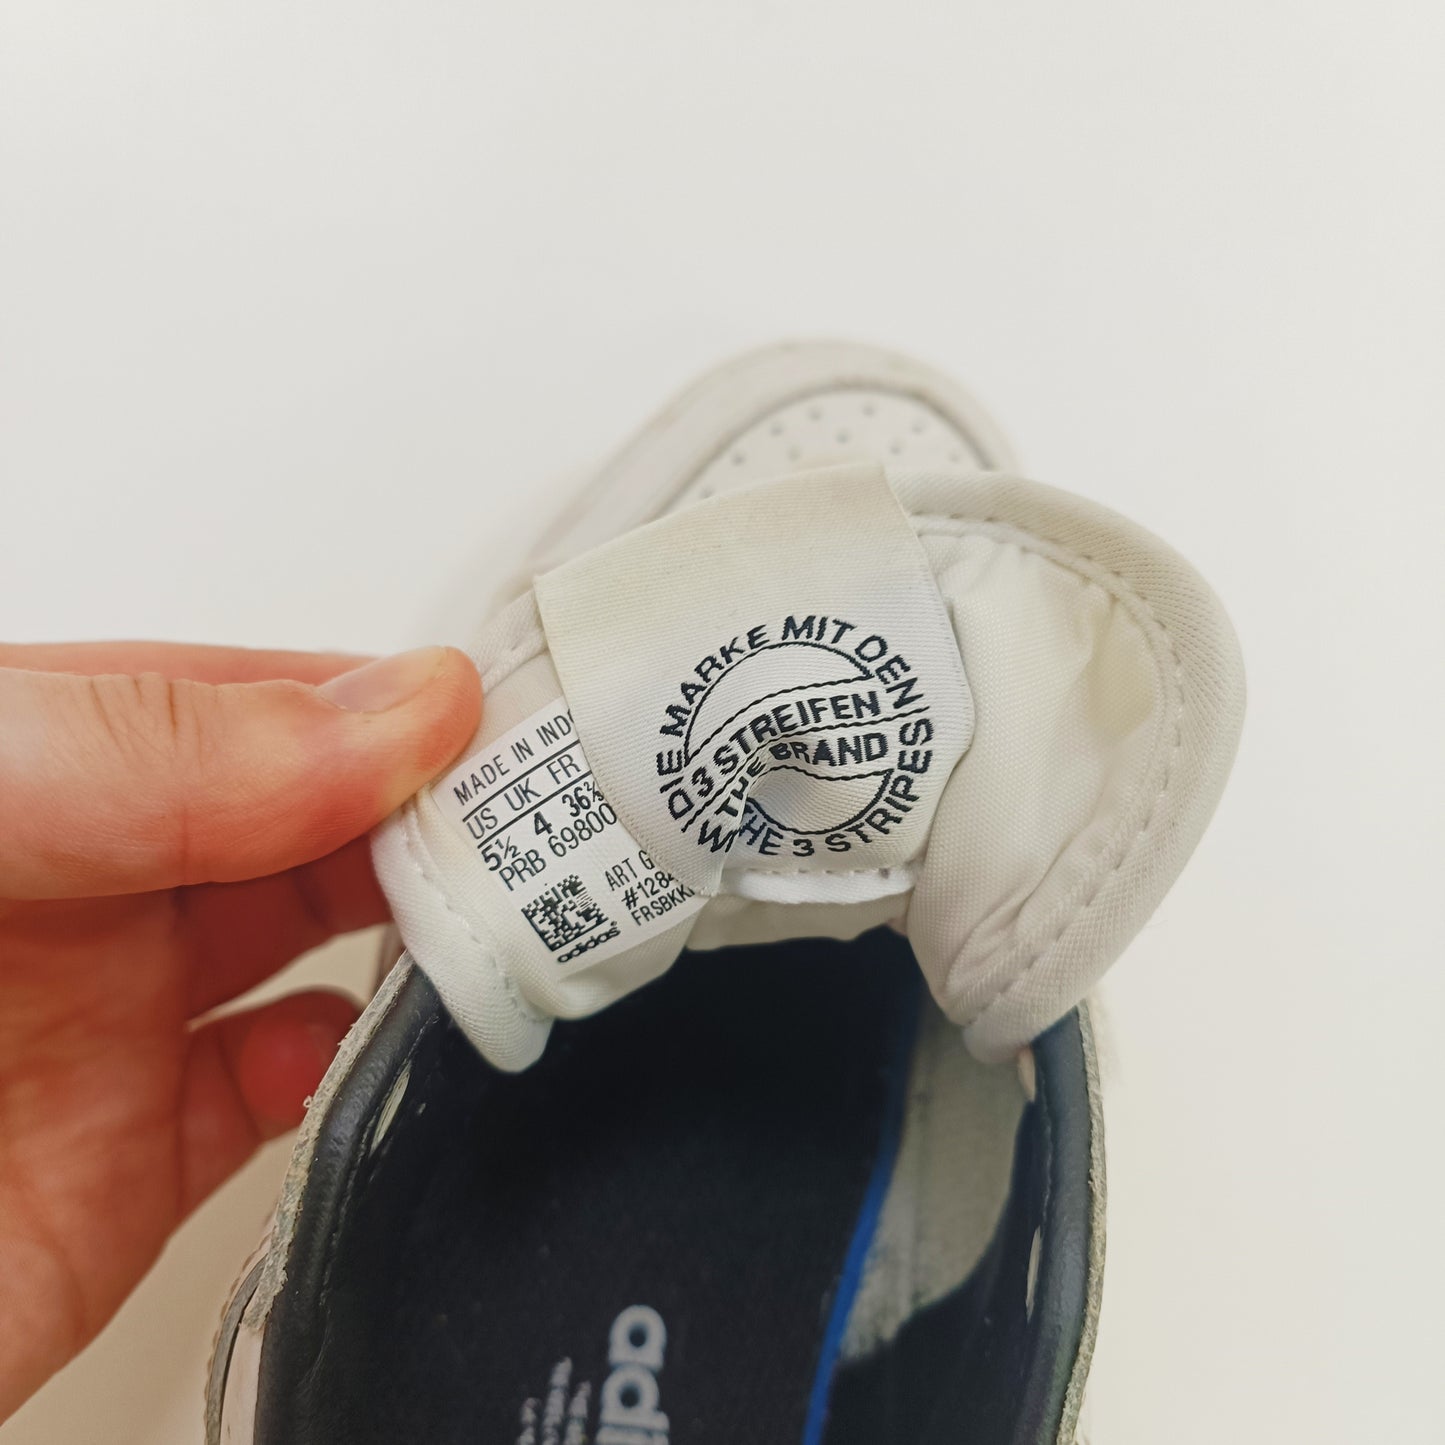 DIE MARKE MIT DEN
3 STREIFEN
THE BRAND
THE 3 STRIPES
MADE IN INDO
US UK FR
5½ 4 36⅔
PRB 69800
ART G
#128
FRSBKK
adidas
adi